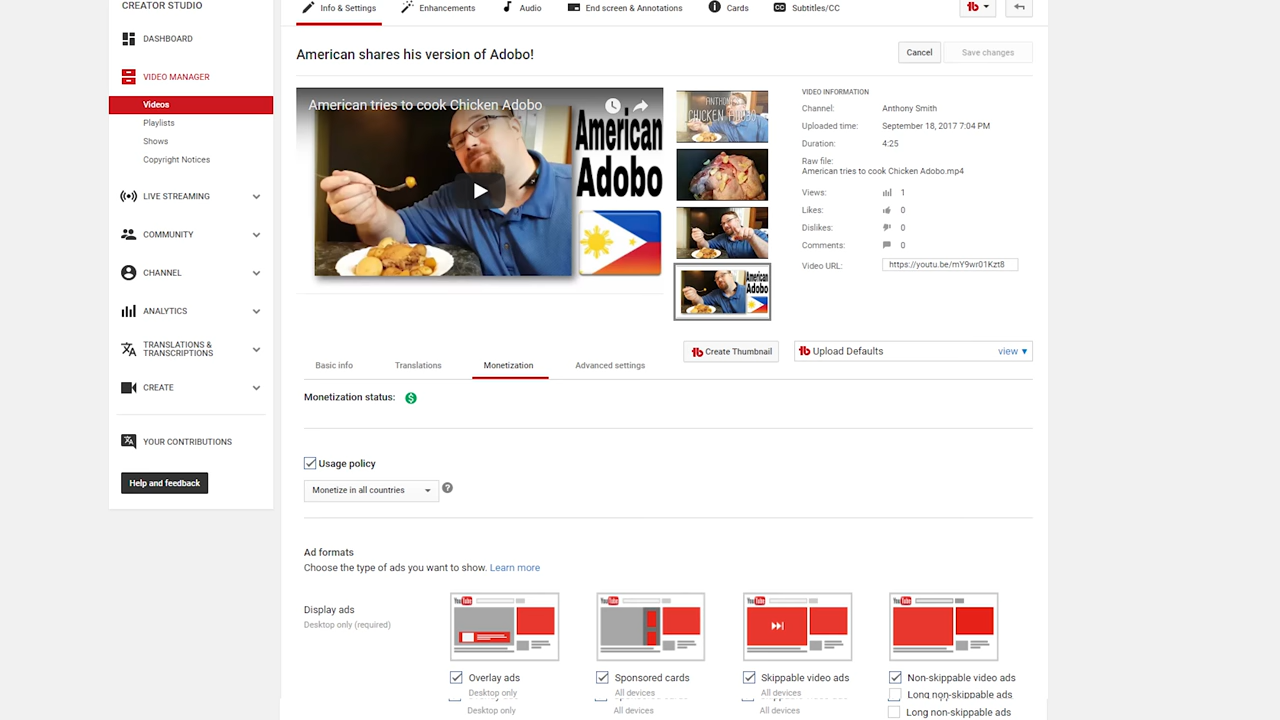 CREATOR STUDIO
DASHBOARD
VIDEO MANAGER
Videos
Playlists
Shows
Copyright Notices
LIVE STREAMING
COMMUNITY
CHANNEL
ANALYTICS
TRANSLATIONS &
TRANSCRIPTIONS
CREATE
YOUR CONTRIBUTIONS
Help and feedback
Info & Settings
Enhancements
Audio
End screen & Annotations
Cards
Subtitles/CC
American shares his version of Adobo!
Cancel
Save changes
American tries to cook Chicken Adobo
American
Adobo
CHICKEN ADOBO
American
Adobo
VIDEO INFORMATION
Channel: Anthony Smith
Uploaded time: September 18, 2017 7:04 PM
Duration: 4:25
Raw file:
American tries to cook Chicken Adobo.mp4
Views: 1
Likes: 0
Dislikes: 0
Comments: 0
Video URL: https://youtu.be/mY9wr01Kzt8
Create Thumbnail
Upload Defaults
view
Basic info
Translations
Monetization
Advanced settings
Monetization status:
Usage policy
Monetize in all countries
Ad formats
Choose the type of ads you want to show. Learn more
Display ads
Desktop only (required)
YouTube
YouTube
YouTube
YouTube
Overlay ads
Desktop only
Desktop only
Sponsored cards
All devices
All devices
Skippable video ads
All devices
All devices
Non-skippable video ads
Long non-skippable ads
Long non-skippable ads